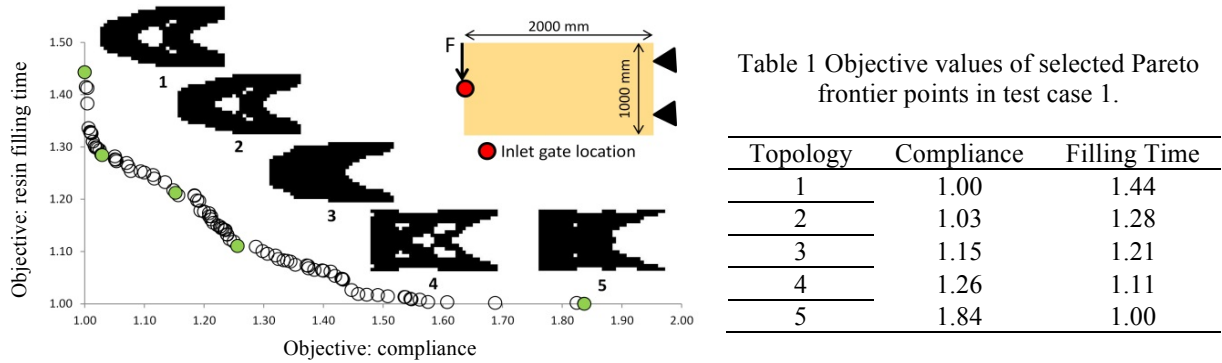 Objective: resin filling time
1.50
1.40
1.30
1.20
1.10
1.00
1.00 1.10 1.20 1.30 1.40 1.50 1.60 1.70 1.80 1.90 2.00
Objective: compliance
1
2
3
4
5
2000 mm
F
1000 mm
Inlet gate location
Table 1 Objective values of selected Pareto
frontier points in test case 1.
Topology Compliance Filling Time
1 1.00 1.44
2 1.03 1.28
3 1.15 1.21
4 1.26 1.11
5 1.84 1.00